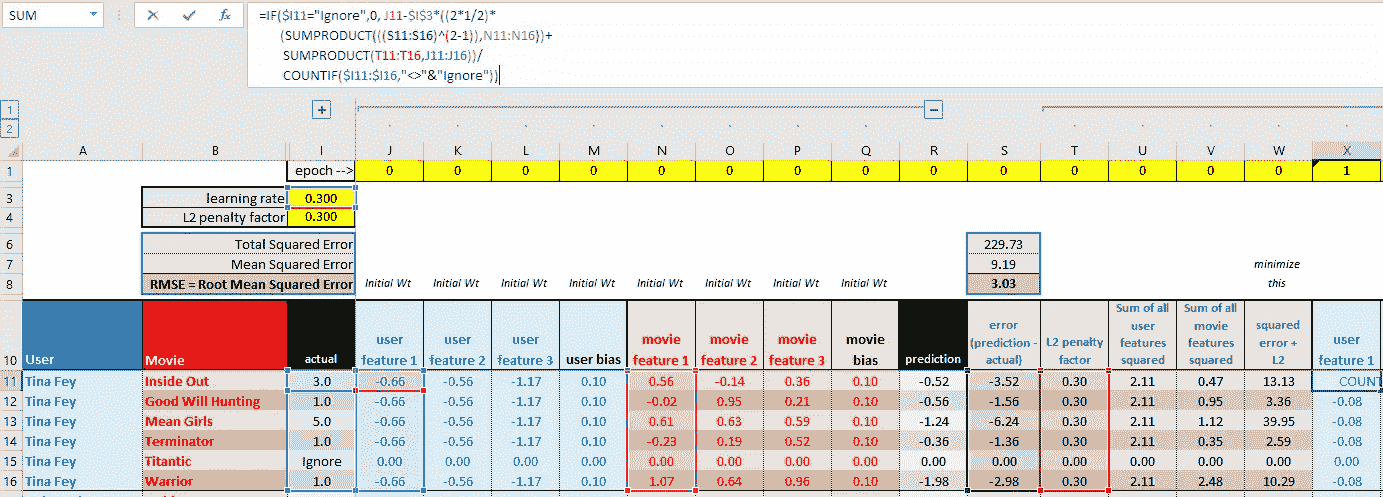 SUM
=IF($I11="Ignore",0, J11-$I$3*((2*1/2)*
(SUMPRODUCT(((S11:S16)^(2-1)),N11:N16))+
SUMPRODUCT(T11:T16,J11:J16))/
COUNTIF($I11:$I16,"<>"&"Ignore"))
1
2
A B I J K L M N O P Q R S T U V W X
1 epoch --> 0 0 0 0 0 0 0 0 0 0 0 0 0 0 1
3 learning rate 0.300
4 L2 penalty factor 0.300
6 Total Squared Error 229.73
7 Mean Squared Error 9.19 minimize
8 RMSE = Root Mean Squared Error Initial Wt Initial Wt Initial Wt Initial Wt Initial Wt Initial Wt Initial Wt Initial Wt 3.03 this
10 User Movie actual user feature 1 user feature 2 user feature 3 user bias movie feature 1 movie feature 2 movie feature 3 movie bias prediction error (prediction - actual) L2 penalty factor Sum of all user features squared Sum of all movie features squared squared error + L2 user feature 1
11 Tina Fey Inside Out 3.0 -0.66 -0.56 -1.17 0.10 0.56 -0.14 0.36 0.10 -0.52 -3.52 0.30 2.11 0.47 13.13 COUNT
12 Tina Fey Good Will Hunting 1.0 -0.66 -0.56 -1.17 0.10 -0.02 0.95 0.21 0.10 -0.56 -1.56 0.30 2.11 0.95 3.36 -0.08
13 Tina Fey Mean Girls 5.0 -0.66 -0.56 -1.17 0.10 0.61 0.63 0.59 0.10 -1.24 -6.24 0.30 2.11 1.12 39.95 -0.08
14 Tina Fey Terminator 1.0 -0.66 -0.56 -1.17 0.10 -0.23 0.19 0.52 0.10 -0.36 -1.36 0.30 2.11 0.35 2.59 -0.08
15 Tina Fey Titantic Ignore 0.00 0.00 0.00 0.00 0.00 0.00 0.00 0.00 0.00 0.00 0.00 0.00 0.00 0.00 0.00
16 Tina Fey Warrior 1.0 -0.66 -0.56 -1.17 0.10 1.07 0.64 0.96 0.10 -1.98 -2.98 0.30 2.11 2.48 10.29 -0.08